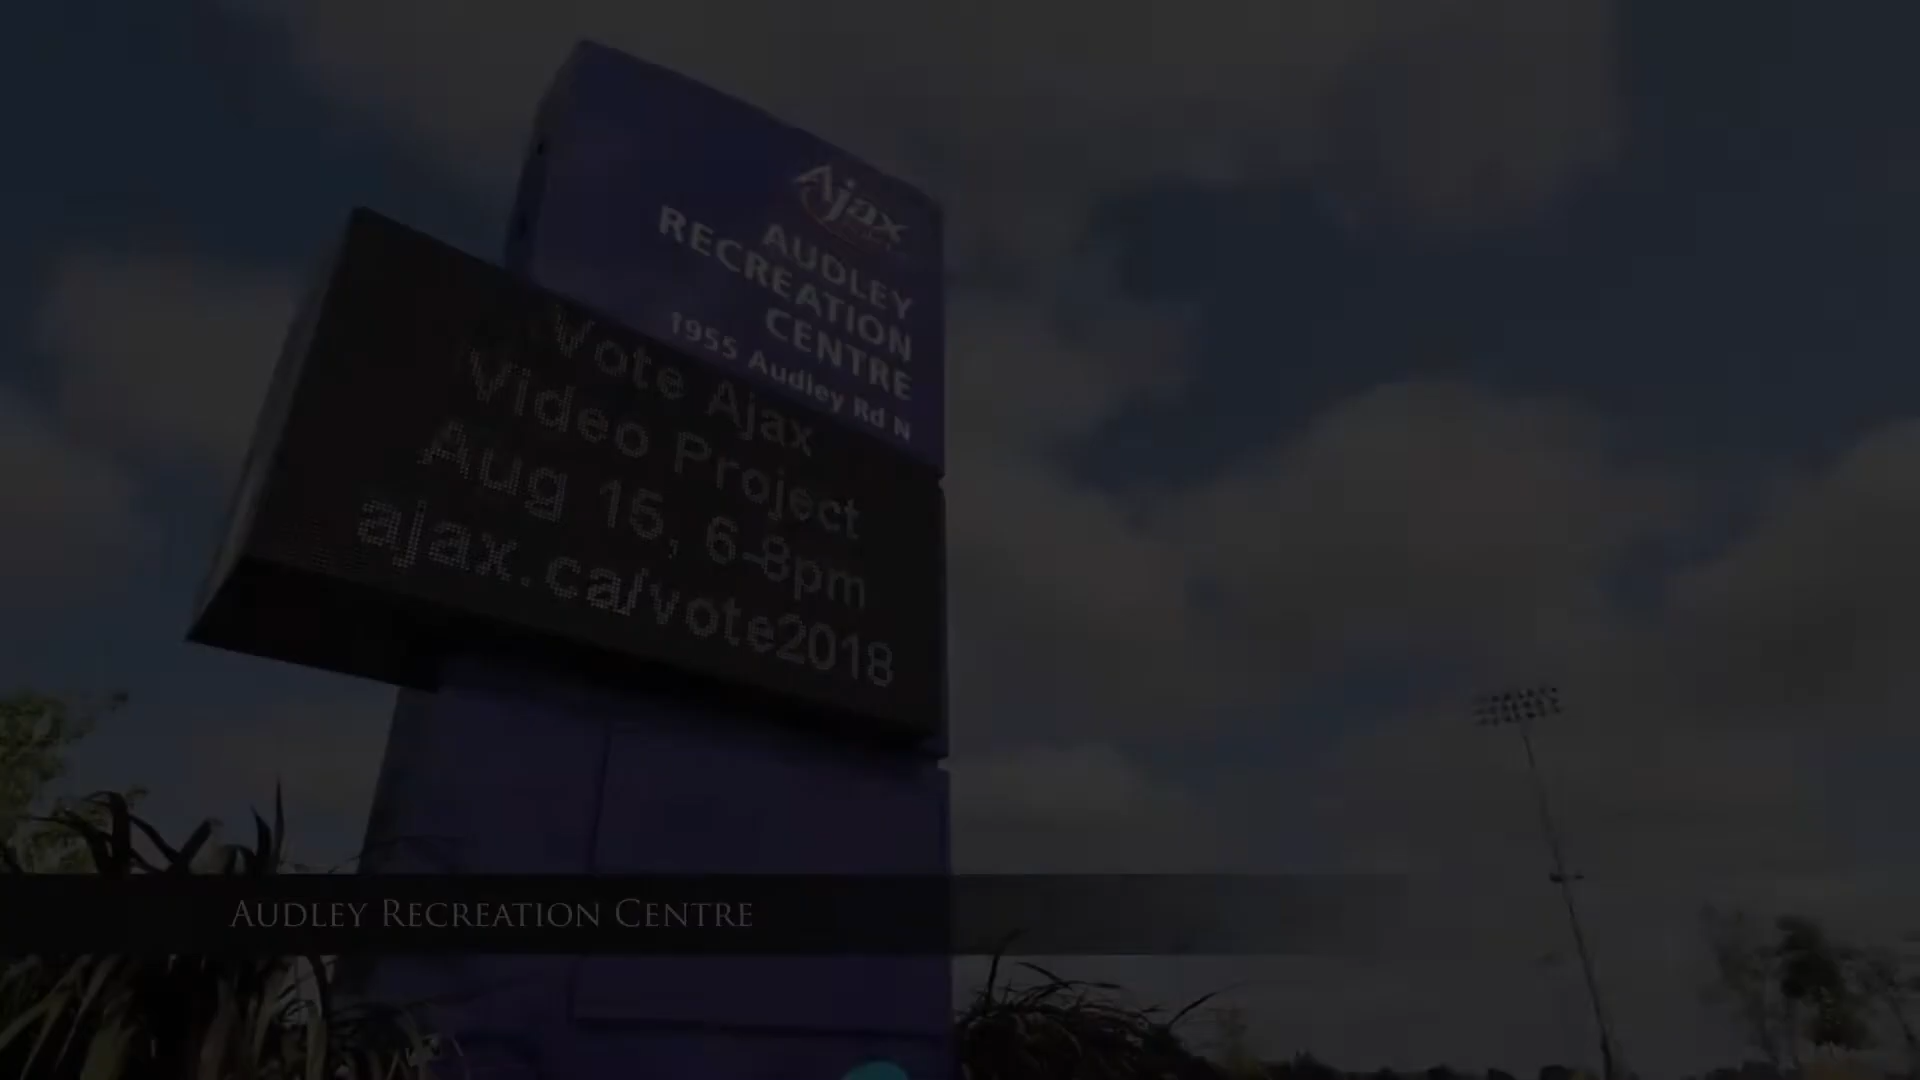 Ajax
AUDLEY
RECREATION
CENTRE
1955 Audley Rd N
Vote Ajax
Video Project
Aug 15, 6-8pm
ajax.ca/vote2018
AUDLEY RECREATION CENTRE